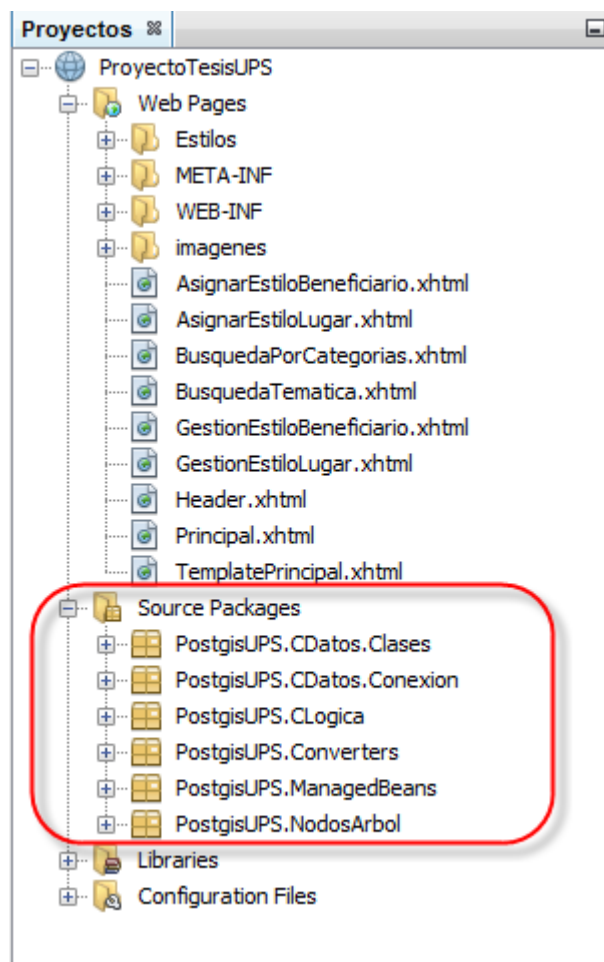 Proyectos
ProyectoTesisUPS
Web Pages
Estilos
META-INF
WEB-INF
imagenes
AsignarEstiloBeneficiario.xhtml
AsignarEstiloLugar.xhtml
BusquedaPorCategorias.xhtml
BusquedaTematica.xhtml
GestionEstiloBeneficiario.xhtml
GestionEstiloLugar.xhtml
Header.xhtml
Principal.xhtml
TemplatePrincipal.xhtml
Source Packages
PostgisUPS.CDatos.Clases
PostgisUPS.CDatos.Conexion
PostgisUPS.CLogica
PostgisUPS.Converters
PostgisUPS.ManagedBeans
PostgisUPS.NodosArbol
Libraries
Configuration Files